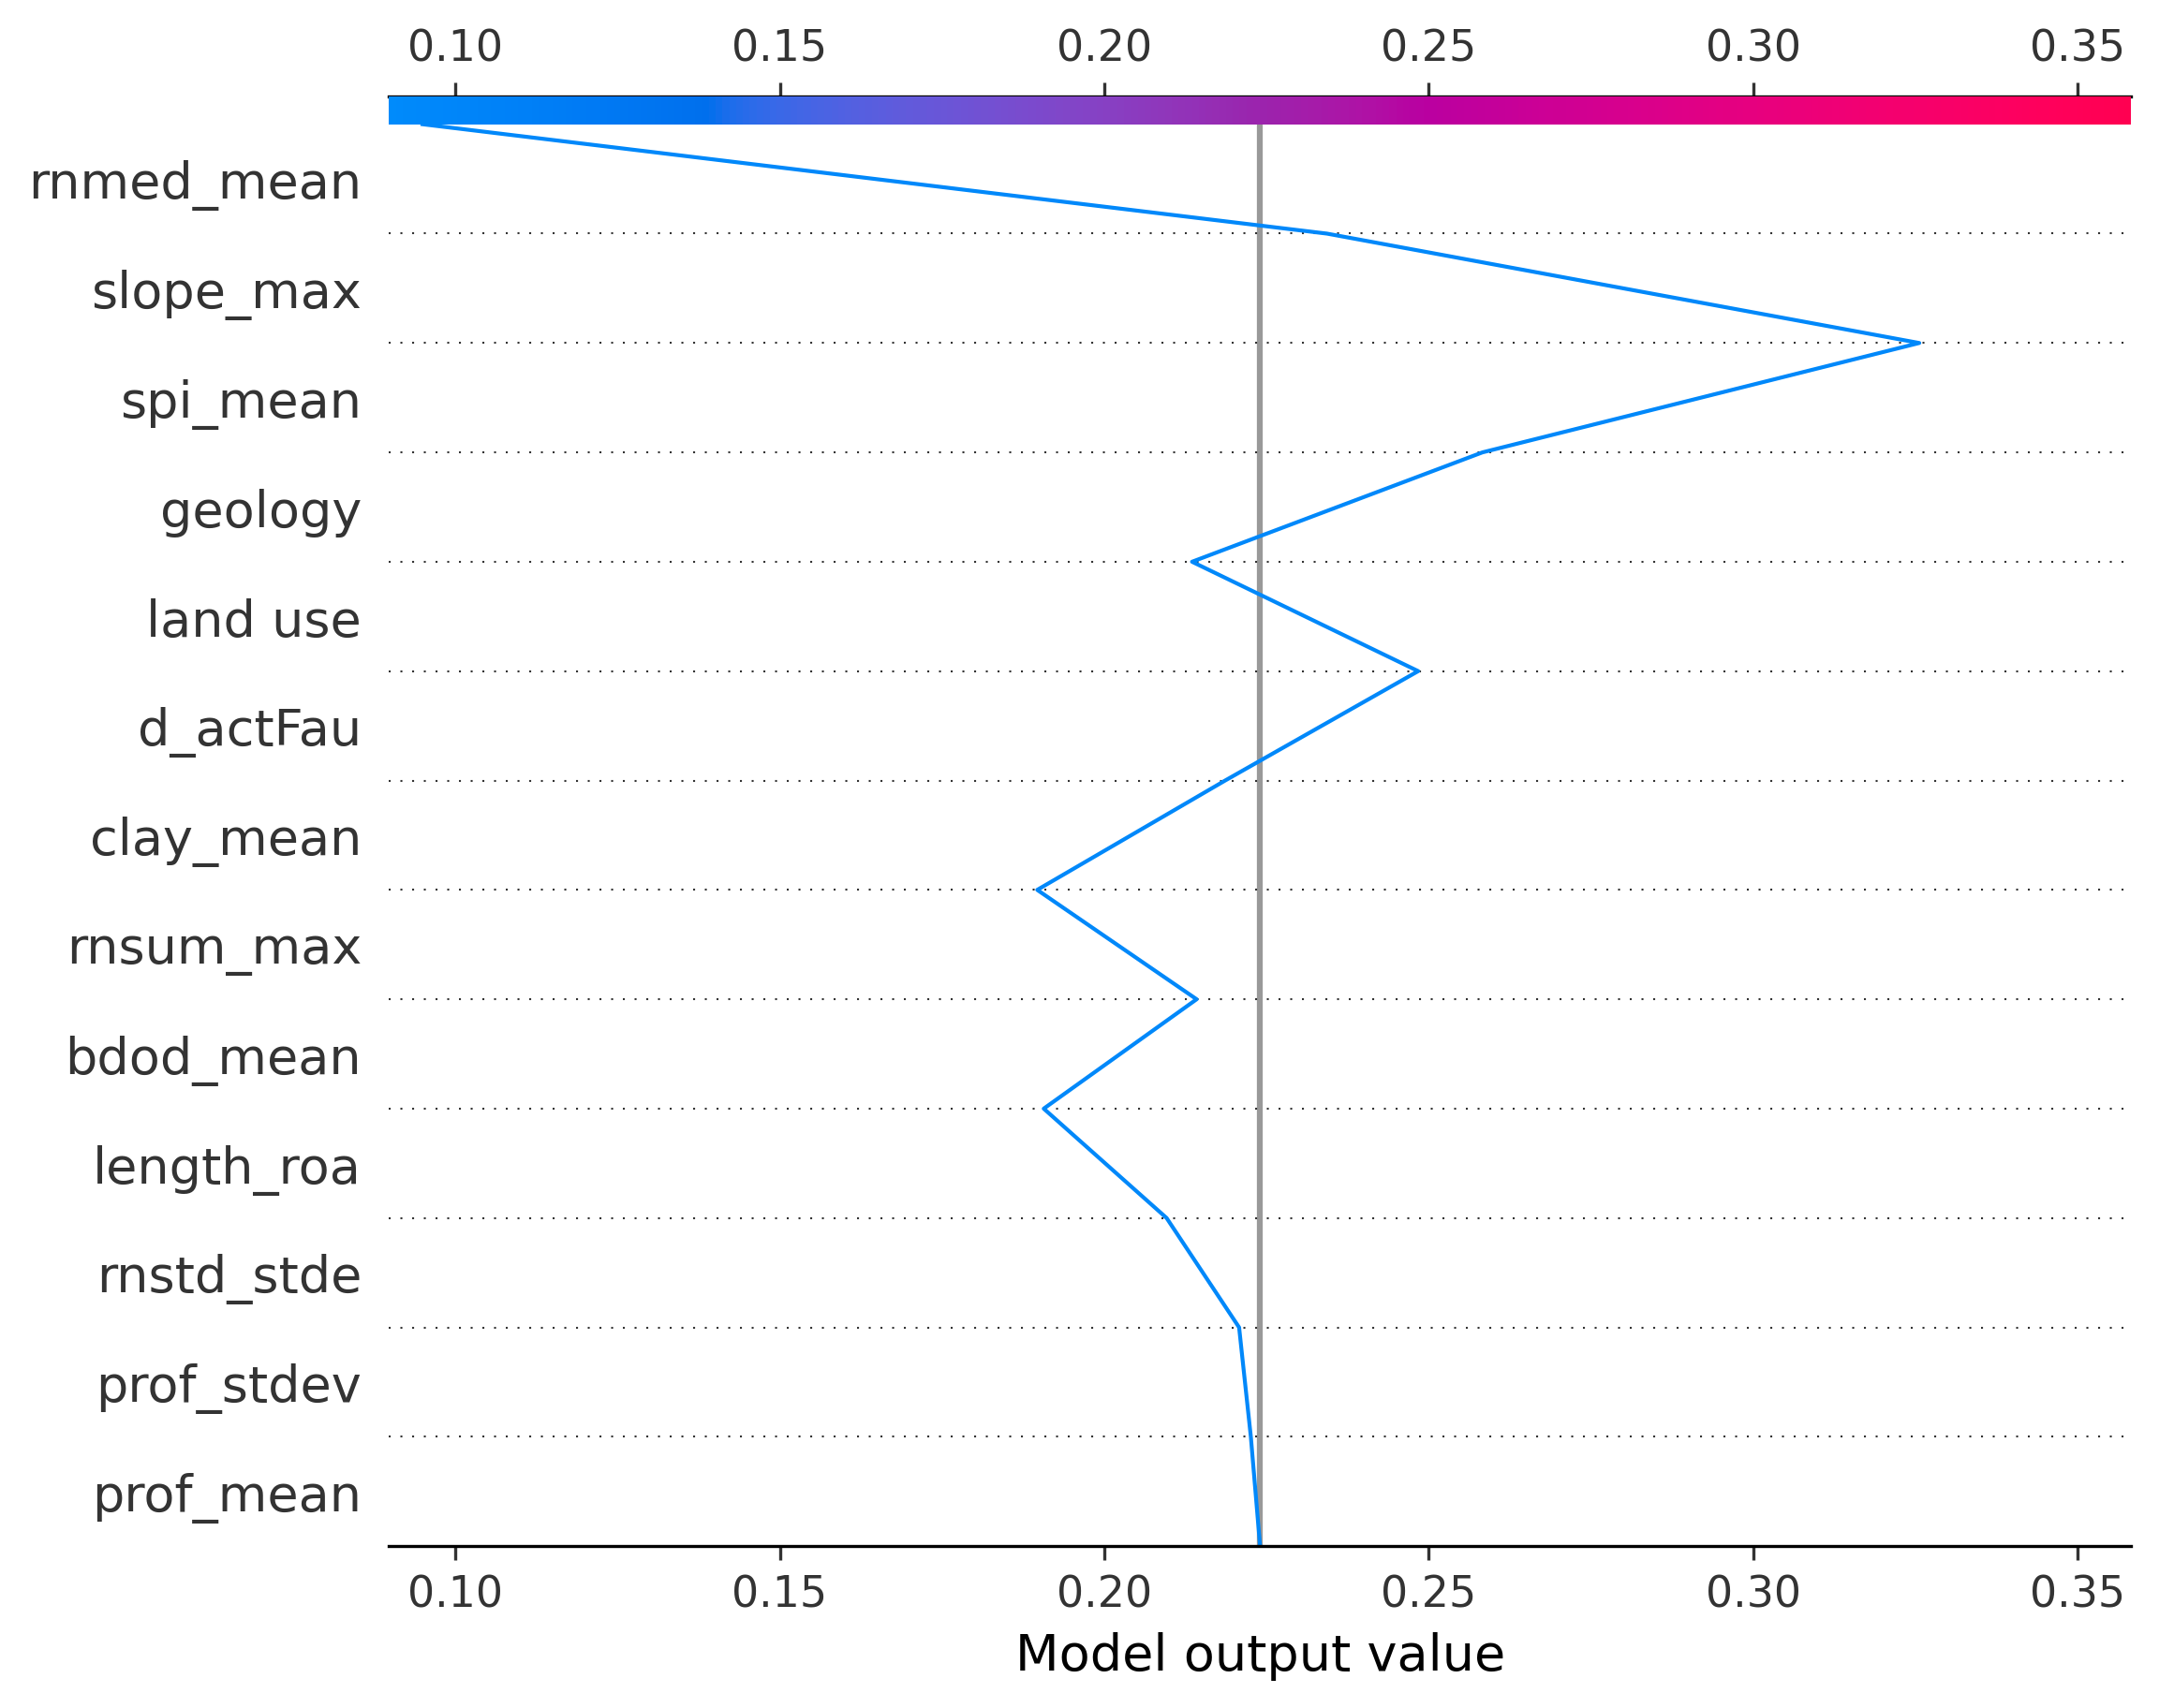 0.10 0.15 0.20 0.25 0.30 0.35
rnmed_mean
slope_max
spi_mean
geology
land use
d_actFau
clay_mean
rnsum_max
bdod_mean
length_roa
rnstd_stde
prof_stdev
prof_mean
0.10 0.15 0.20 0.25 0.30 0.35
Model output value